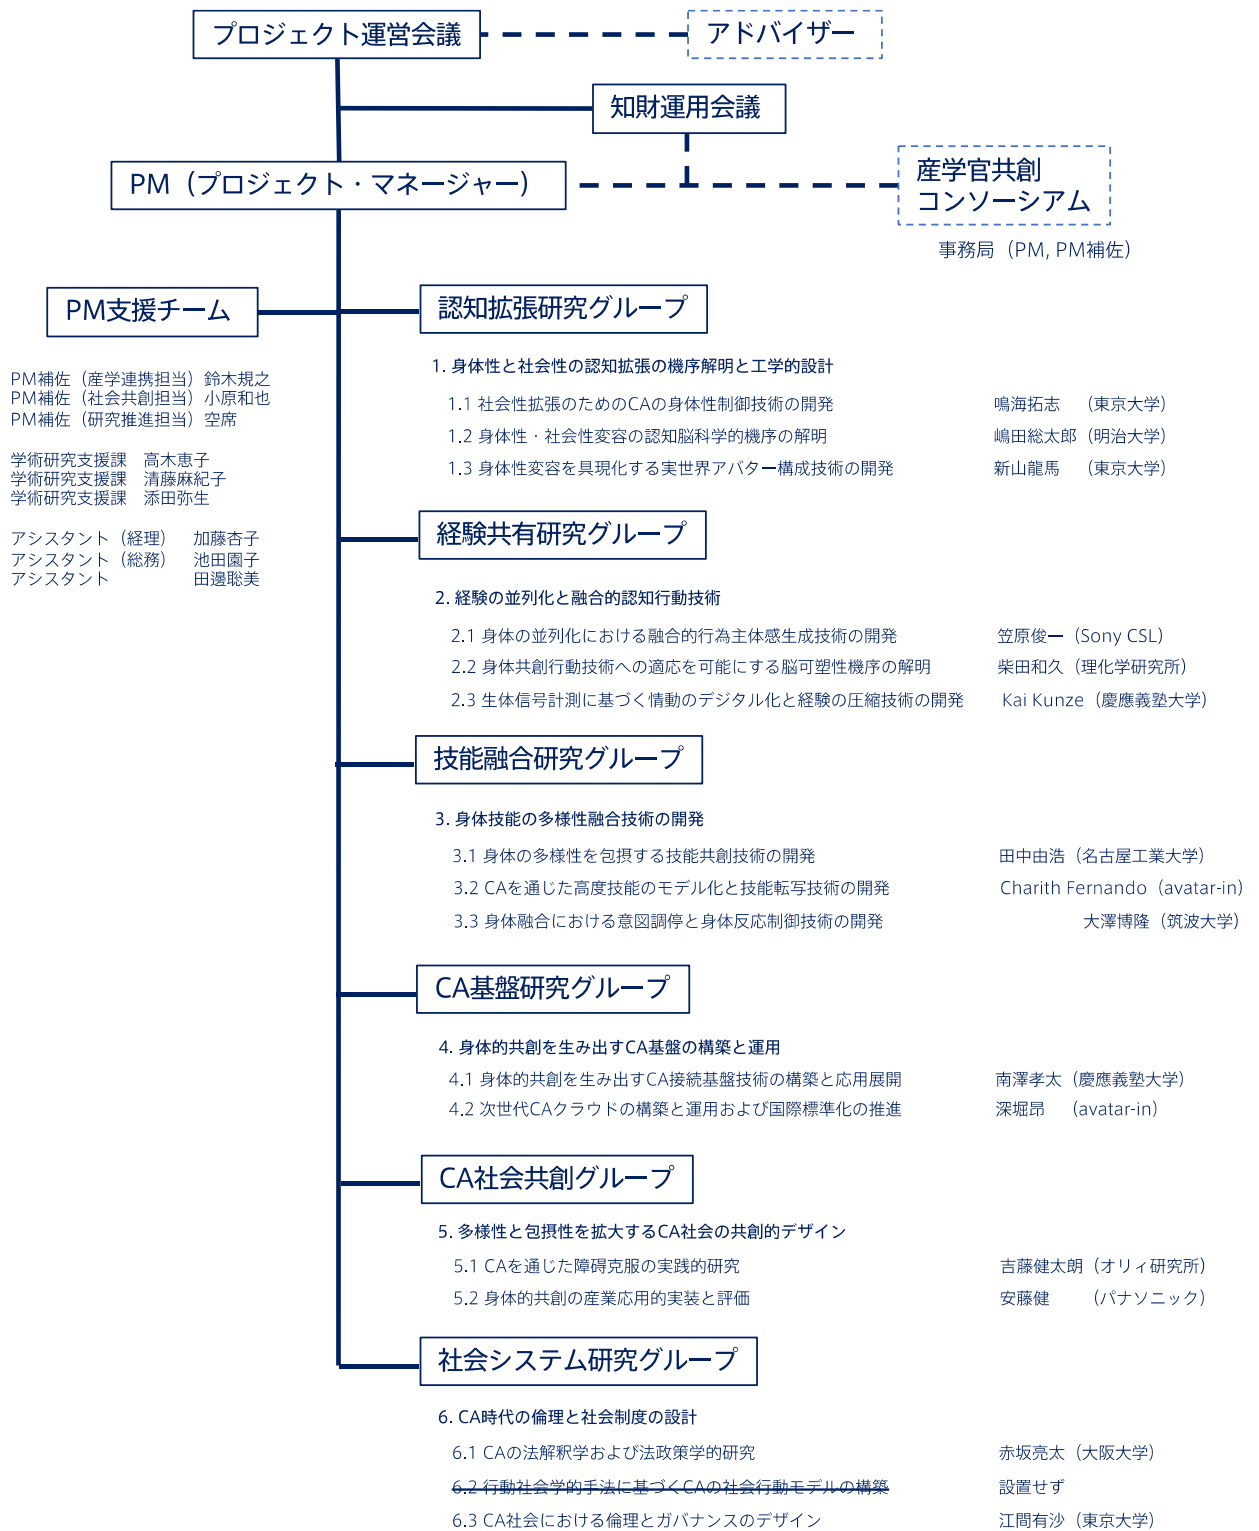 プロジェクト運営会議
アドバイザー
知財運用会議
PM（プロジェクト・マネージャー）
産学官共創
コンソーシアム
事務局（PM, PM補佐）
PM支援チーム
PM補佐（産学連携担当）鈴木規之
PM補佐（社会共創担当）小原和也
PM補佐（研究推進担当）空席
学術研究支援課　高木恵子
学術研究支援課　清藤麻紀子
学術研究支援課　添田弥生
アシスタント（経理）　加藤杏子
アシスタント（総務）　池田園子
アシスタント　田邊聡美
認知拡張研究グループ
1. 身体性と社会性の認知拡張の機序解明と工学的設計
1.1 社会性拡張のためのCAの身体性制御技術の開発　鳴海拓志　（東京大学）
1.2 身体性・社会性変容の認知脳科学的機序の解明　嶋田総太郎（明治大学）
1.3 身体性変容を具現化する実世界アバター構成技術の開発　新山龍馬　（東京大学）
経験共有研究グループ
2. 経験の並列化と融合的認知行動技術
2.1 身体の並列化における融合的行為主体感生成技術の開発　笠原俊一（Sony CSL）
2.2 身体共創行動技術への適応を可能にする脳可塑性機序の解明　柴田和久（理化学研究所）
2.3 生体信号計測に基づく情動のデジタル化と経験の圧縮技術の開発　Kai Kunze（慶應義塾大学）
技能融合研究グループ
3. 身体技能の多様性融合技術の開発
3.1 身体の多様性を包摂する技能共創技術の開発　田中由浩（名古屋工業大学）
3.2 CAを通じた高度技能のモデル化と技能転写技術の開発　Charith Fernando（avatar-in）
3.3 身体融合における意図調停と身体反応制御技術の開発　大澤博隆（筑波大学）
CA基盤研究グループ
4. 身体的共創を生み出すCA基盤の構築と運用
4.1 身体的共創を生み出すCA接続基盤技術の構築と応用展開　南澤孝太（慶應義塾大学）
4.2 次世代CAクラウドの構築と運用および国際標準化の推進　深堀昂　（avatar-in）
CA社会共創グループ
5. 多様性と包摂性を拡大するCA社会の共創的デザイン
5.1 CAを通じた障碍克服の実践的研究　吉藤健太朗（オリィ研究所）
5.2 身体的共創の産業応用的実装と評価　安藤健　（パナソニック）
社会システム研究グループ
6. CA時代の倫理と社会制度の設計
6.1 CAの法解釈学および法政策学的研究　赤坂亮太（大阪大学）
6.2 行動社会学的手法に基づくCAの社会行動モデルの構築　設置せず
6.3 CA社会における倫理とガバナンスのデザイン　江間有沙（東京大学）